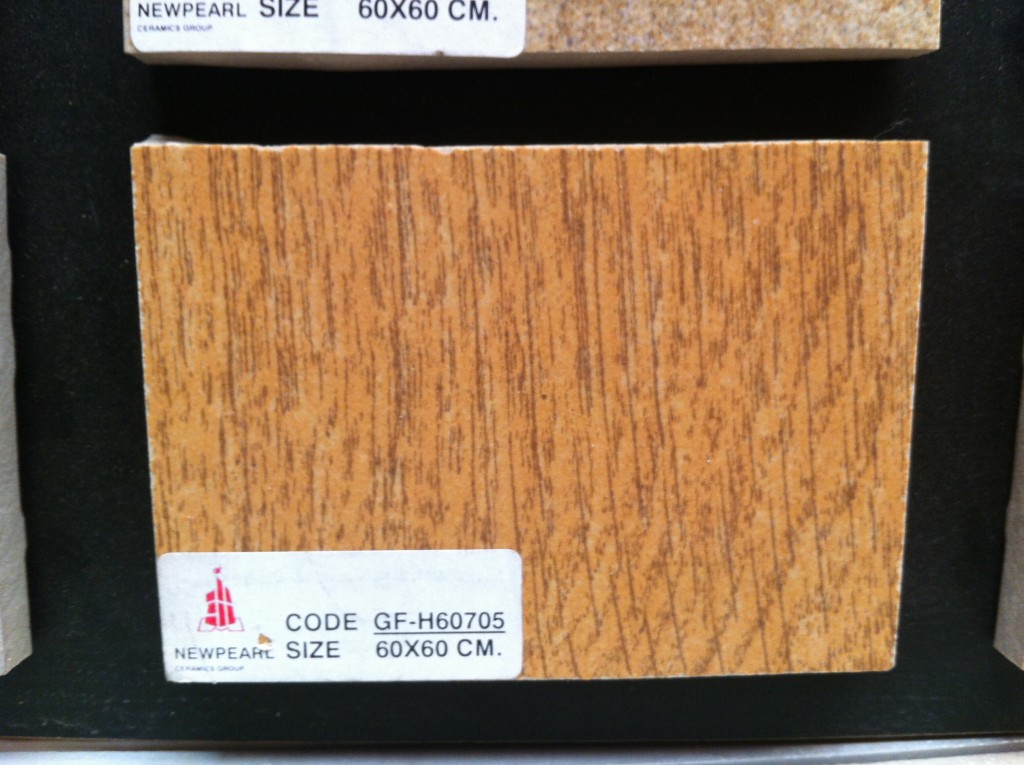 NEWPEARL SIZE 60X60 CM.
CERAMICS GROUP
CODE GF-H60705
NEWPEARL SIZE 60X60 CM.
CERAMICS GROUP